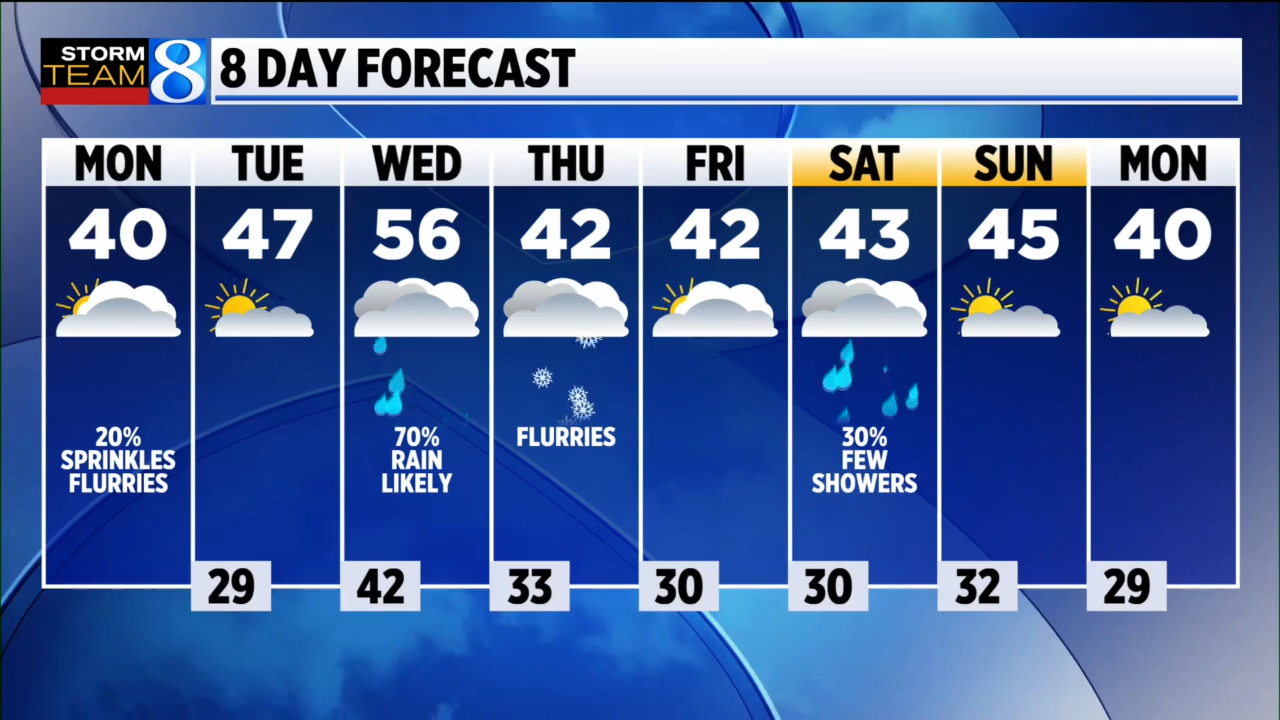 STORM
TEAM 8
8 DAY FORECAST
MON TUE WED THU FRI SAT SUN MON
40 47 56 42 42 43 45 40
20%
SPRINKLES
FLURRIES
70%
RAIN
LIKELY
FLURRIES
30%
FEW
SHOWERS
29 42 33 30 30 32 29